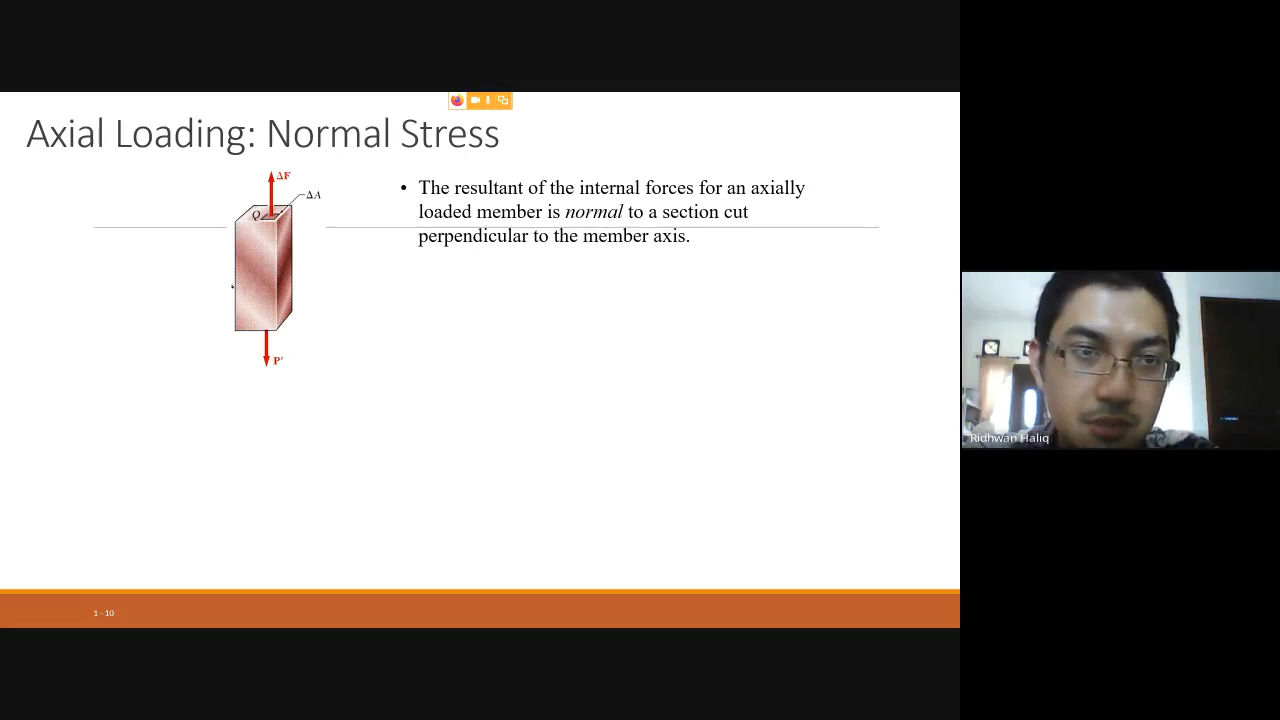 Axial Loading: Normal Stress
ΔF
ΔA
Q
P′
• The resultant of the internal forces for an axially
loaded member is normal to a section cut
perpendicular to the member axis.
Ridhwan Haliq
1 - 10